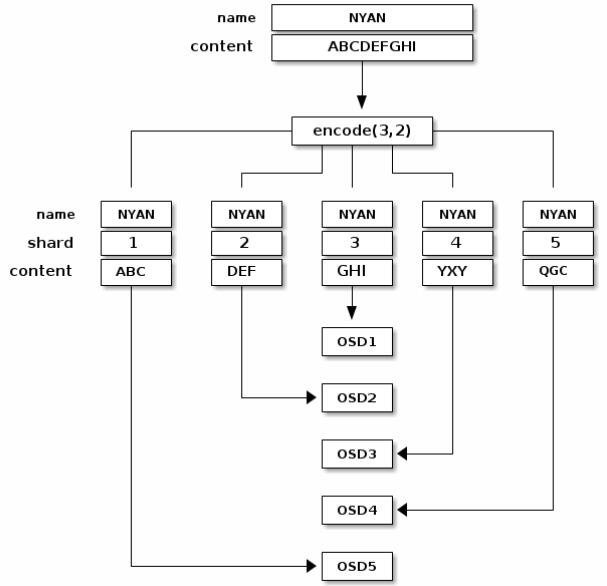 name NYAN
content ABCDEFGHI
encode(3,2)
name NYAN NYAN NYAN NYAN NYAN
shard 1 2 3 4 5
content ABC DEF GHI YXY QGC
OSD1
OSD2
OSD3
OSD4
OSD5